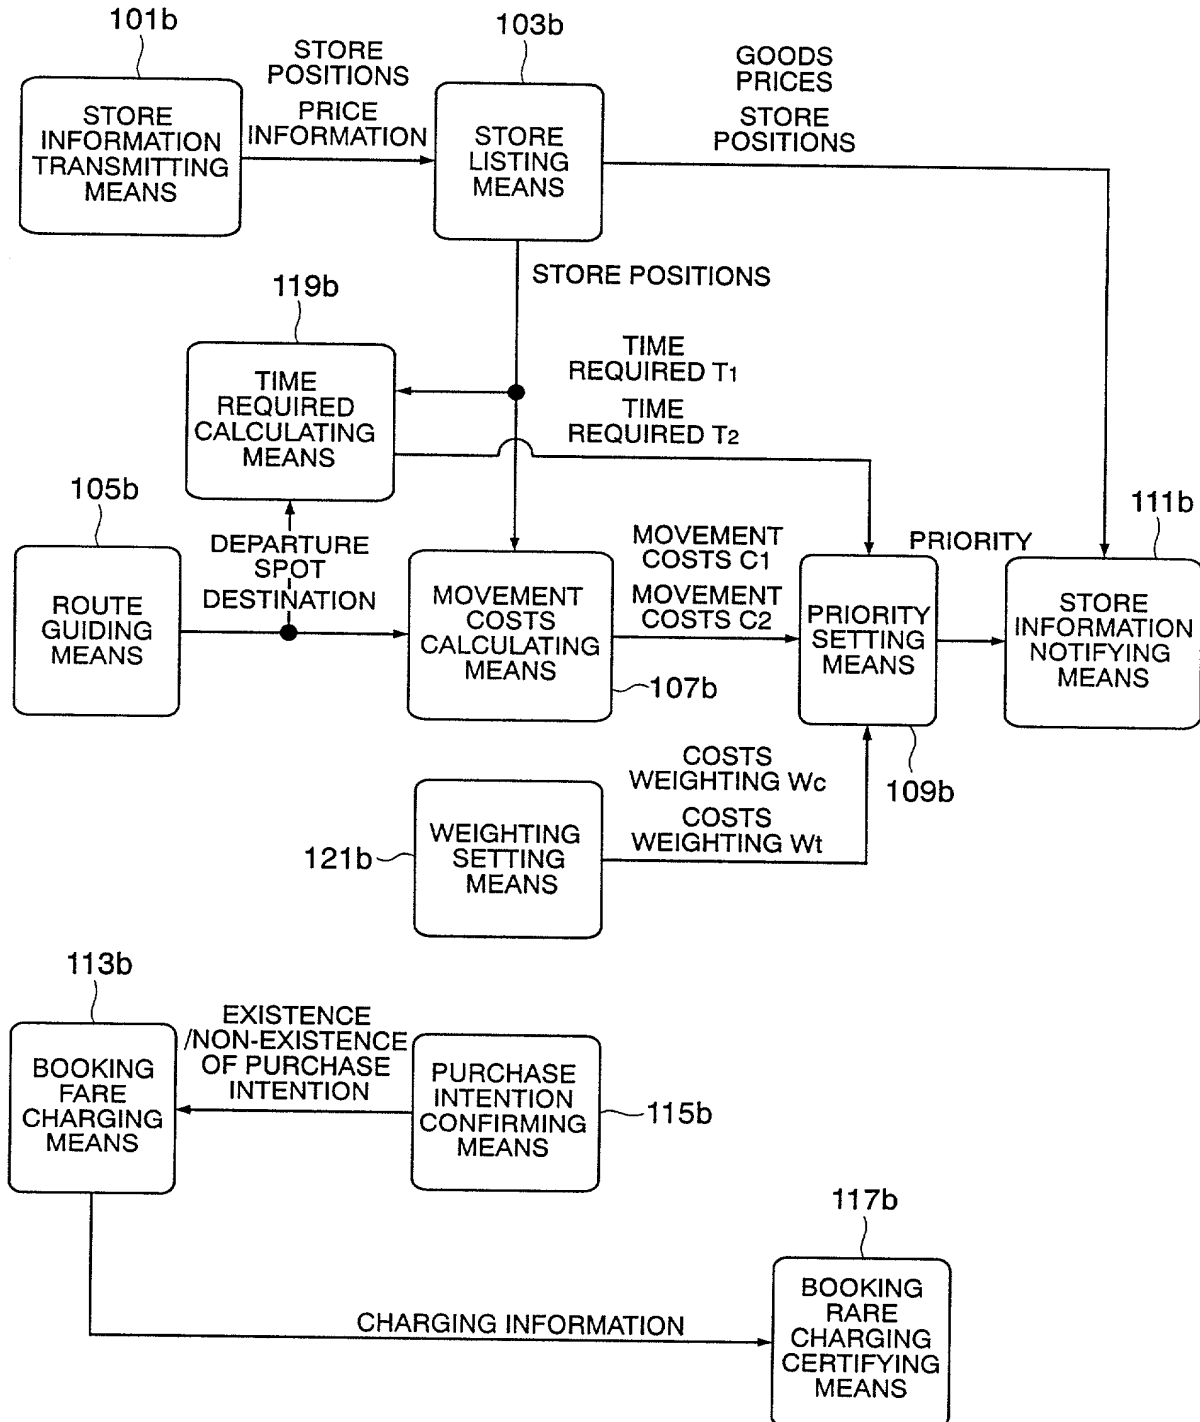 101b
STORE
INFORMATION
TRANSMITTING
MEANS
STORE
POSITIONS
PRICE
INFORMATION
103b
STORE
LISTING
MEANS
GOODS
PRICES
STORE
POSITIONS
STORE POSITIONS
119b
TIME
REQUIRED
CALCULATING
MEANS
TIME
REQUIRED T1
TIME
REQUIRED T2
105b
ROUTE
GUIDING
MEANS
DEPARTURE
SPOT
DESTINATION
MOVEMENT
COSTS
CALCULATING
MEANS
107b
MOVEMENT
COSTS C1
MOVEMENT
COSTS C2
PRIORITY
SETTING
MEANS
109b
PRIORITY
111b
STORE
INFORMATION
NOTIFYING
MEANS
121b
WEIGHTING
SETTING
MEANS
COSTS
WEIGHTING Wc
COSTS
WEIGHTING Wt
113b
BOOKING
FARE
CHARGING
MEANS
EXISTENCE
/NON-EXISTENCE
OF PURCHASE
INTENTION
PURCHASE
INTENTION
CONFIRMING
MEANS
115b
CHARGING INFORMATION
117b
BOOKING
RARE
CHARGING
CERTIFYING
MEANS